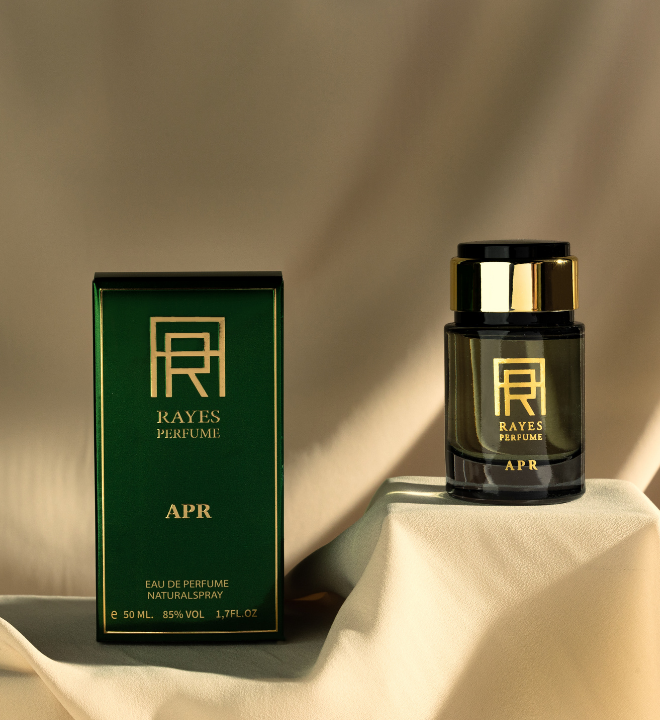 RAYES
PERFUME
APR
EAU DE PERFUME
NATURALSPRAY
e 50 ML. 85% VOL 1,7FL.OZ
RAYES
PERFUME
APR